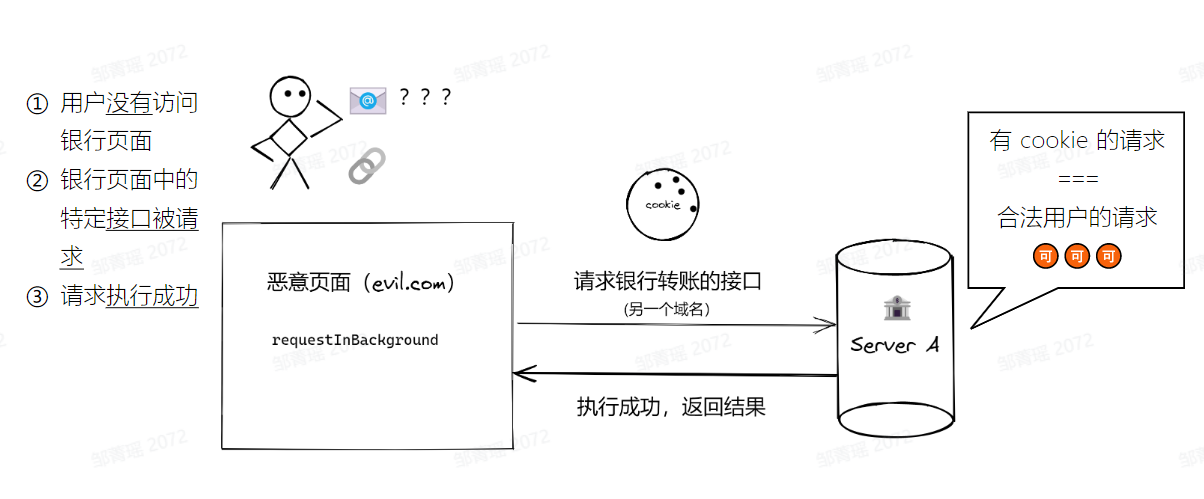 ① 用户没有访问
银行页面
② 银行页面中的
特定接口被请
求
③ 请求执行成功
@ ？？？
恶意页面（evil.com）
requestInBackground
cookie
请求银行转账的接口
（另一个域名）
执行成功，返回结果
Server A
有 cookie 的请求
===
合法用户的请求
可 可 可
邹青瑶 2072